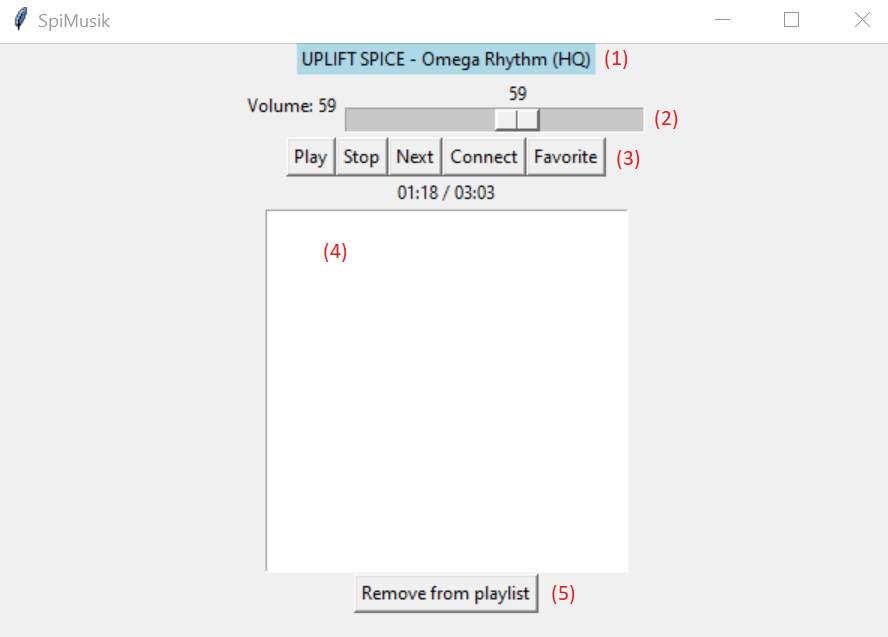 SpiMusik
UPLIFT SPICE - Omega Rhythm (HQ) (1)
59
Volume: 59 (2)
Play Stop Next Connect Favorite (3)
01:18 / 03:03
(4)
Remove from playlist (5)